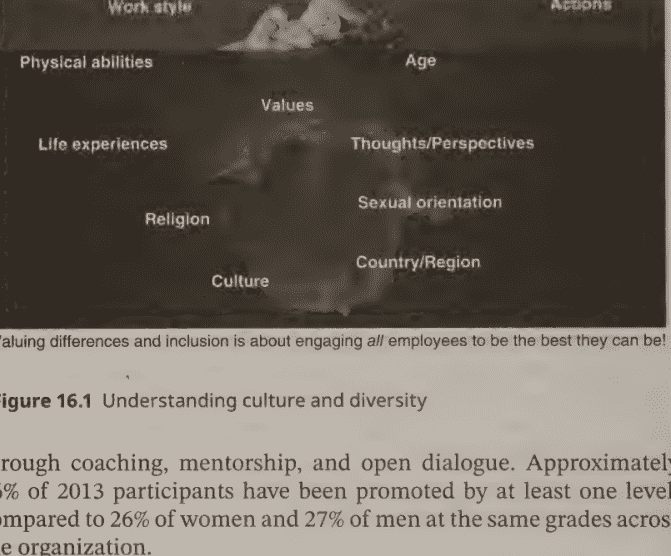 Work style Actions
Physical abilities Age
Values
Life experiences Thoughts/Perspectives
Sexual orientation
Religion
Country/Region
Culture
aluing differences and inclusion is about engaging all employees to be the best they can be!
igure 16.1 Understanding culture and diversity
rough coaching, mentorship, and open dialogue. Approximately
% of 2013 participants have been promoted by at least one level
ompared to 26% of women and 27% of men at the same grades acros
e organization.